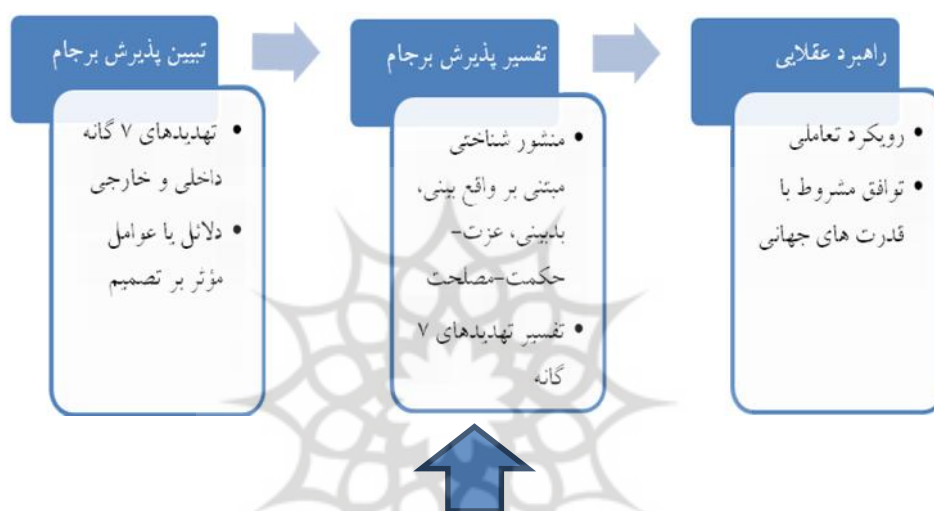 تبیین پذیرش برجام
تهدیدهای ۷ گانه
داخلی و خارجی
دلائل یا عوامل
مؤثر بر تصمیم
تفسیر پذیرش برجام
منشور شناختی
مبتنی بر واقع بینی،
بدبینی، عزت-
حکمت-مصلحت
تفسیر تهدیدهای ۷
گانه
راهبرد عقلایی
رویکرد تعاملی
توافق مشروط با
قدرت های جهانی